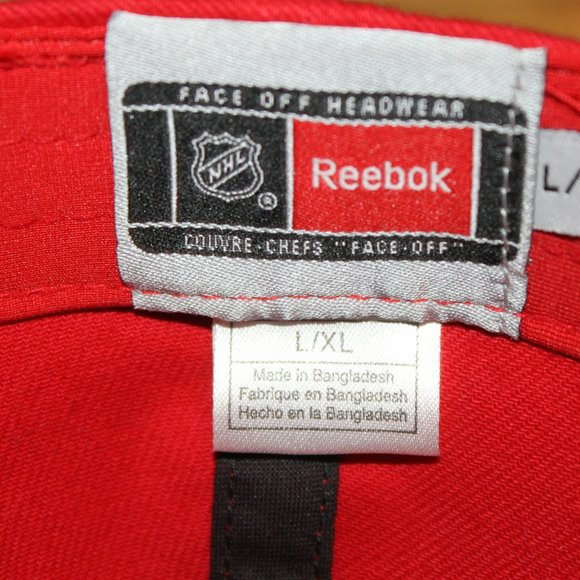 FACE OFF HEADWEAR
NHL
®
Reebok
L/
COUVRE-CHEFS "FACE-OFF"
L/XL
Made in Bangladesh
Fabrique en Bangladesh
Hecho en la Bangladesh